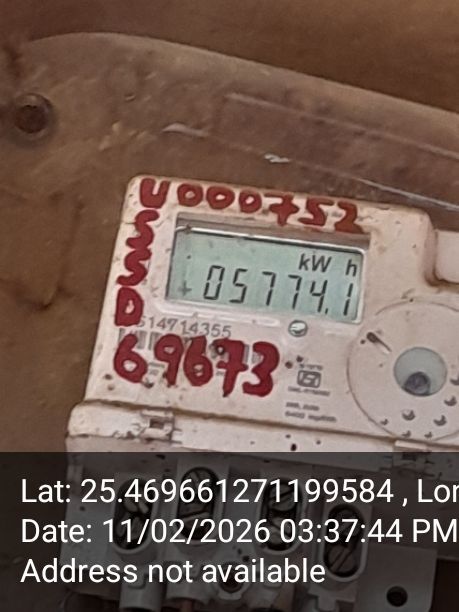 U000752
S
S
D
69673
kW h
05774.1
514714355
Lat: 25.469661271199584 , Lon
Date: 11/02/2026 03:37:44 PM
Address not available